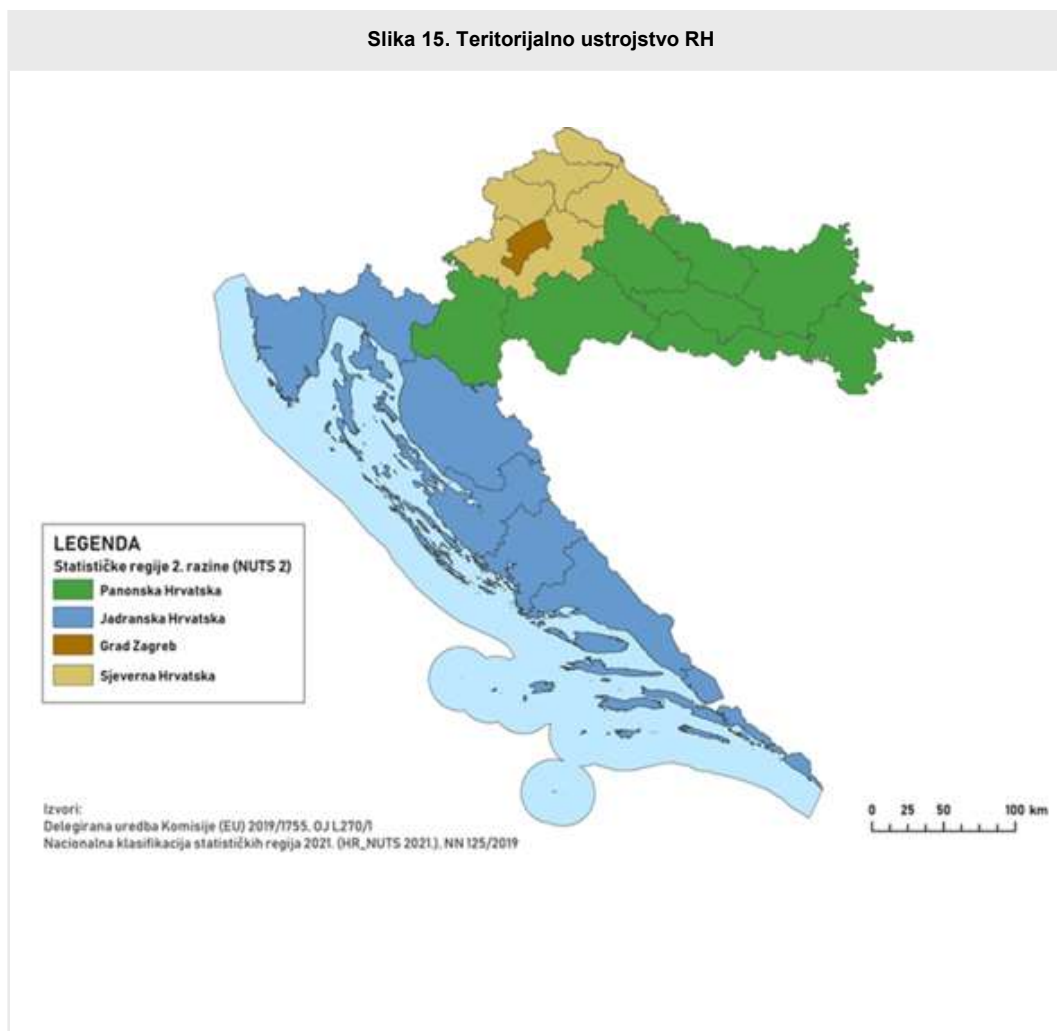 Slika 15. Teritorijalno ustrojstvo RH
LEGENDA
Statističke regije 2. razine (NUTS 2)
Panonska Hrvatska
Jadranska Hrvatska
Grad Zagreb
Sjeverna Hrvatska
Izvori:
Delegirana uredba Komisije (EU) 2019/1755, OJ L270/1
Nacionalna klasifikacija statističkih regija 2021. (HR_NUTS 2021.), NN 125/2019
0 25 50 100 km